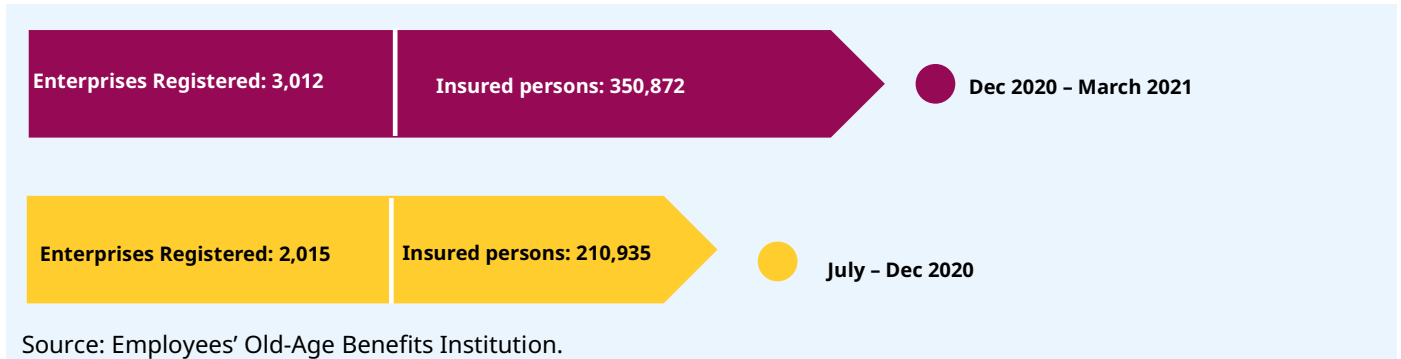 Enterprises Registered: 3,012
Insured persons: 350,872
Dec 2020 – March 2021
Enterprises Registered: 2,015
Insured persons: 210,935
July – Dec 2020
Source: Employees’ Old-Age Benefits Institution.